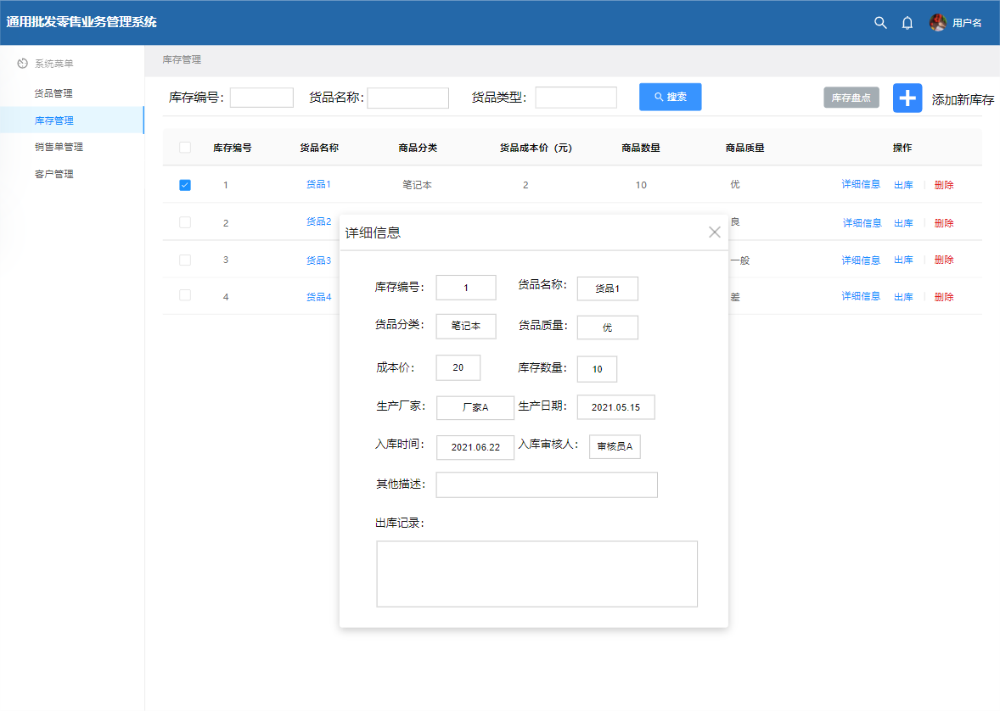 通用批发零售业务管理系统
用户名
系统菜单
货品管理
库存管理
销售单管理
客户管理
库存管理
库存编号： 货品名称： 货品类型： 搜索 库存盘点 添加新库存
库存编号 货品名称 商品分类 货品成本价（元） 商品数量 商品质量 操作
1 货品1 笔记本 2 10 优 详细信息 出库 删除
2 货品2 良 详细信息 出库 删除
3 货品3 一般 详细信息 出库 删除
4 货品4 差 详细信息 出库 删除
详细信息
库存编号： 1 货品名称： 货品1
货品分类： 笔记本 货品质量： 优
成本价： 20 库存数量： 10
生产厂家： 厂家A 生产日期： 2021.05.15
入库时间： 2021.06.22 入库审核人： 审核员A
其他描述：
出库记录：